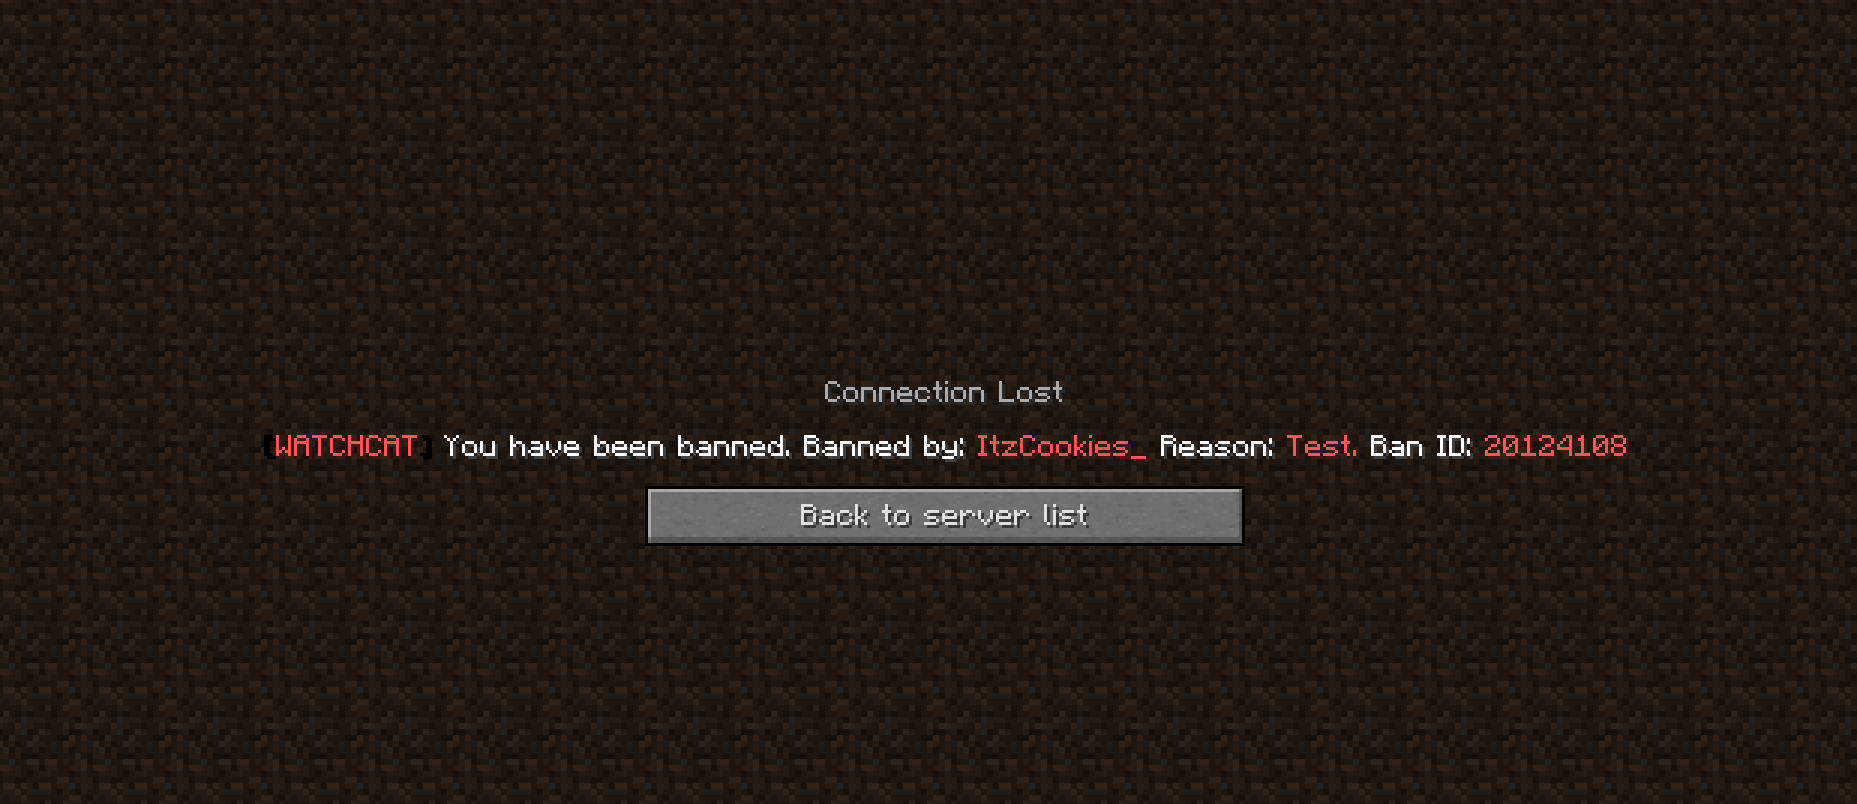 Connection Lost
[WATCHCAT] You have been banned. Banned by: ItzCookies_ Reason: Test. Ban ID: 20124108
Back to server list